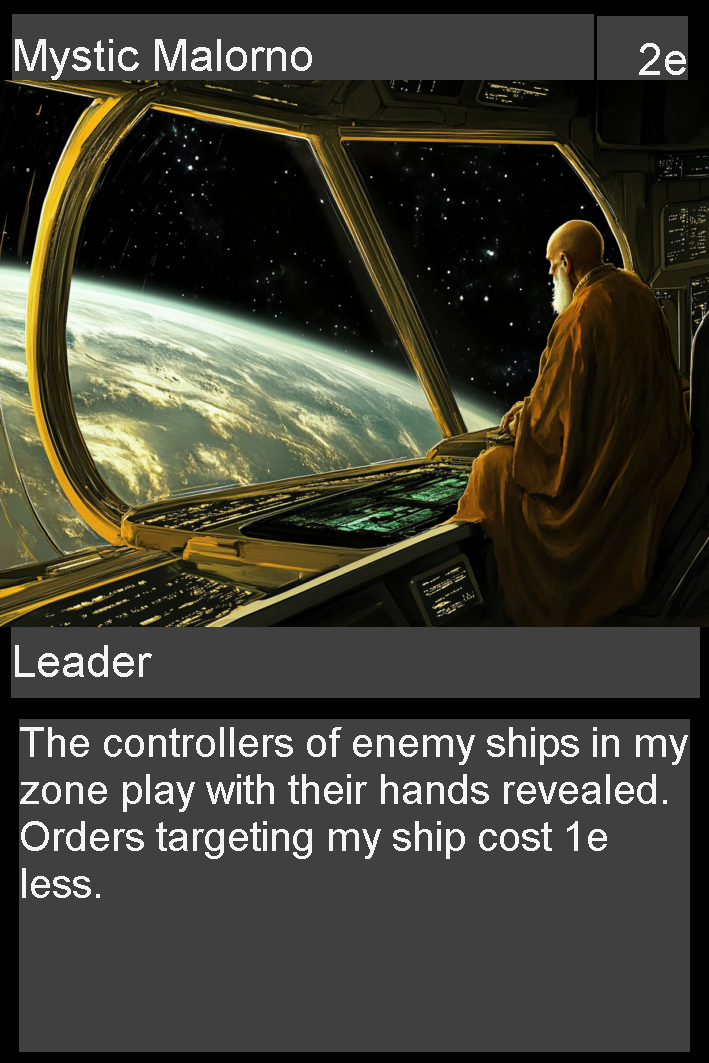 Mystic Malorno
2e
Leader
The controllers of enemy ships in my
zone play with their hands revealed.
Orders targeting my ship cost 1e
less.